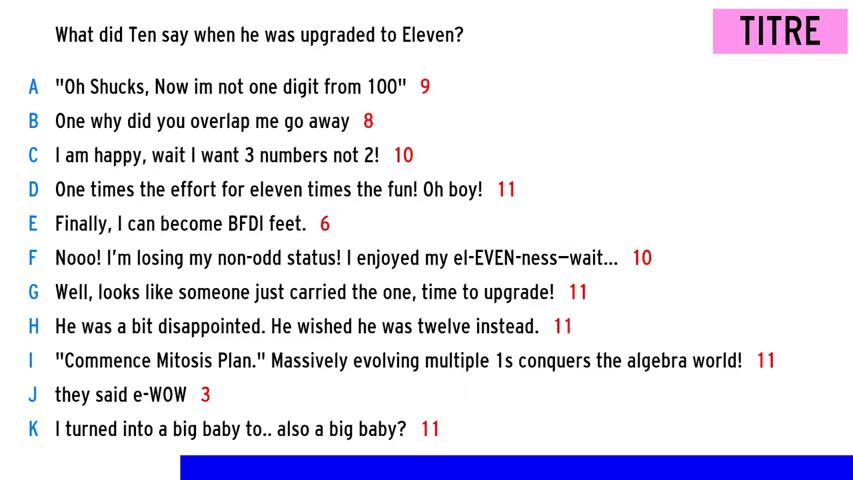 What did Ten say when he was upgraded to Eleven?
TITRE
A "Oh Shucks, Now im not one digit from 100" 9
B One why did you overlap me go away 8
C I am happy, wait I want 3 numbers not 2! 10
D One times the effort for eleven times the fun! Oh boy! 11
E Finally, I can become BFDI feet. 6
F Nooo! I'm losing my non-odd status! I enjoyed my el-EVEN-ness—wait... 10
G Well, looks like someone just carried the one, time to upgrade! 11
H He was a bit disappointed. He wished he was twelve instead. 11
I "Commence Mitosis Plan." Massively evolving multiple 1s conquers the algebra world! 11
J they said e-WOW 3
K I turned into a big baby to.. also a big baby? 11